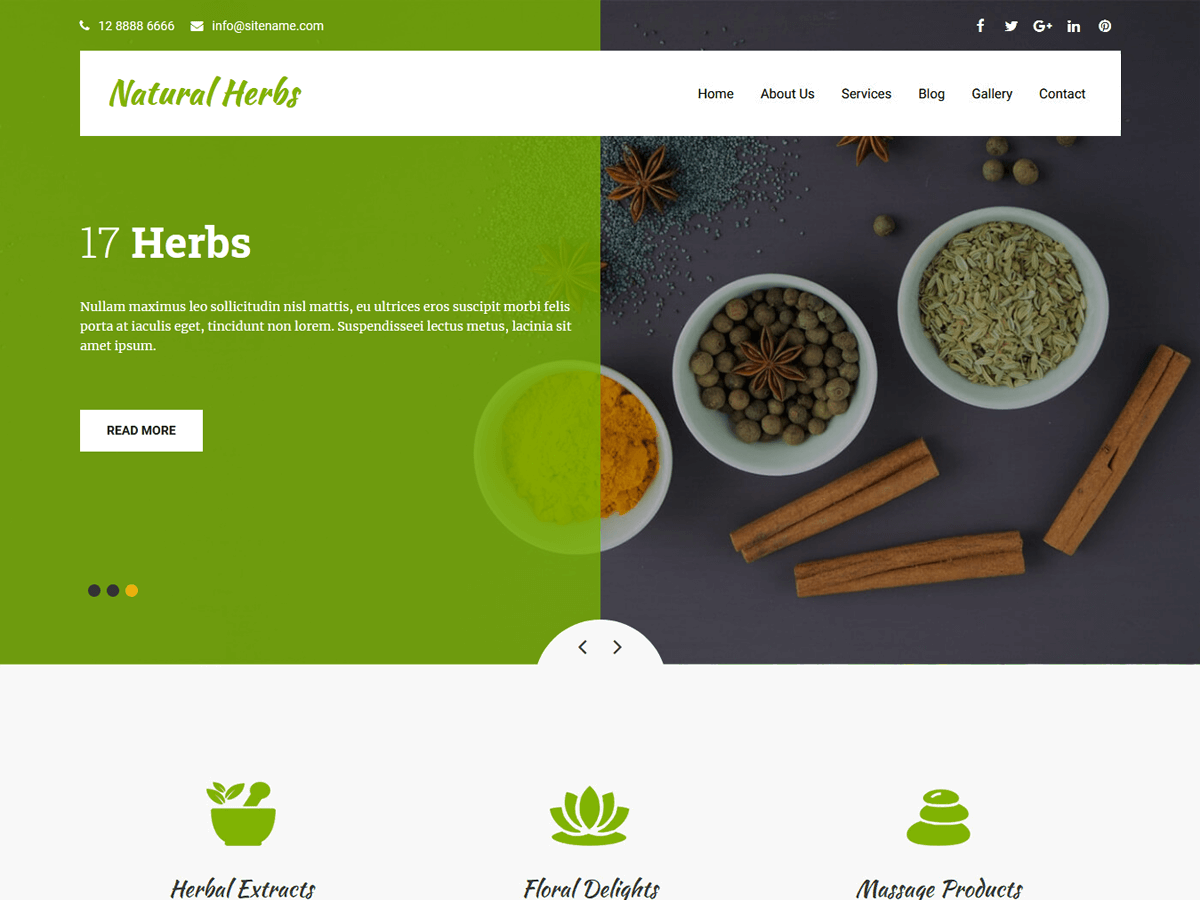 12 8888 6666 info@sitename.com
Natural Herbs
Home About Us Services Blog Gallery Contact
17 Herbs
Nullam maximus leo sollicitudin nisl mattis, eu ultrices eros suscipit morbi felis
porta at iaculis eget, tincidunt non lorem. Suspendisseei lectus metus, lacinia sit
amet ipsum.
READ MORE
Herbal Extracts
Floral Delights
Massage Products